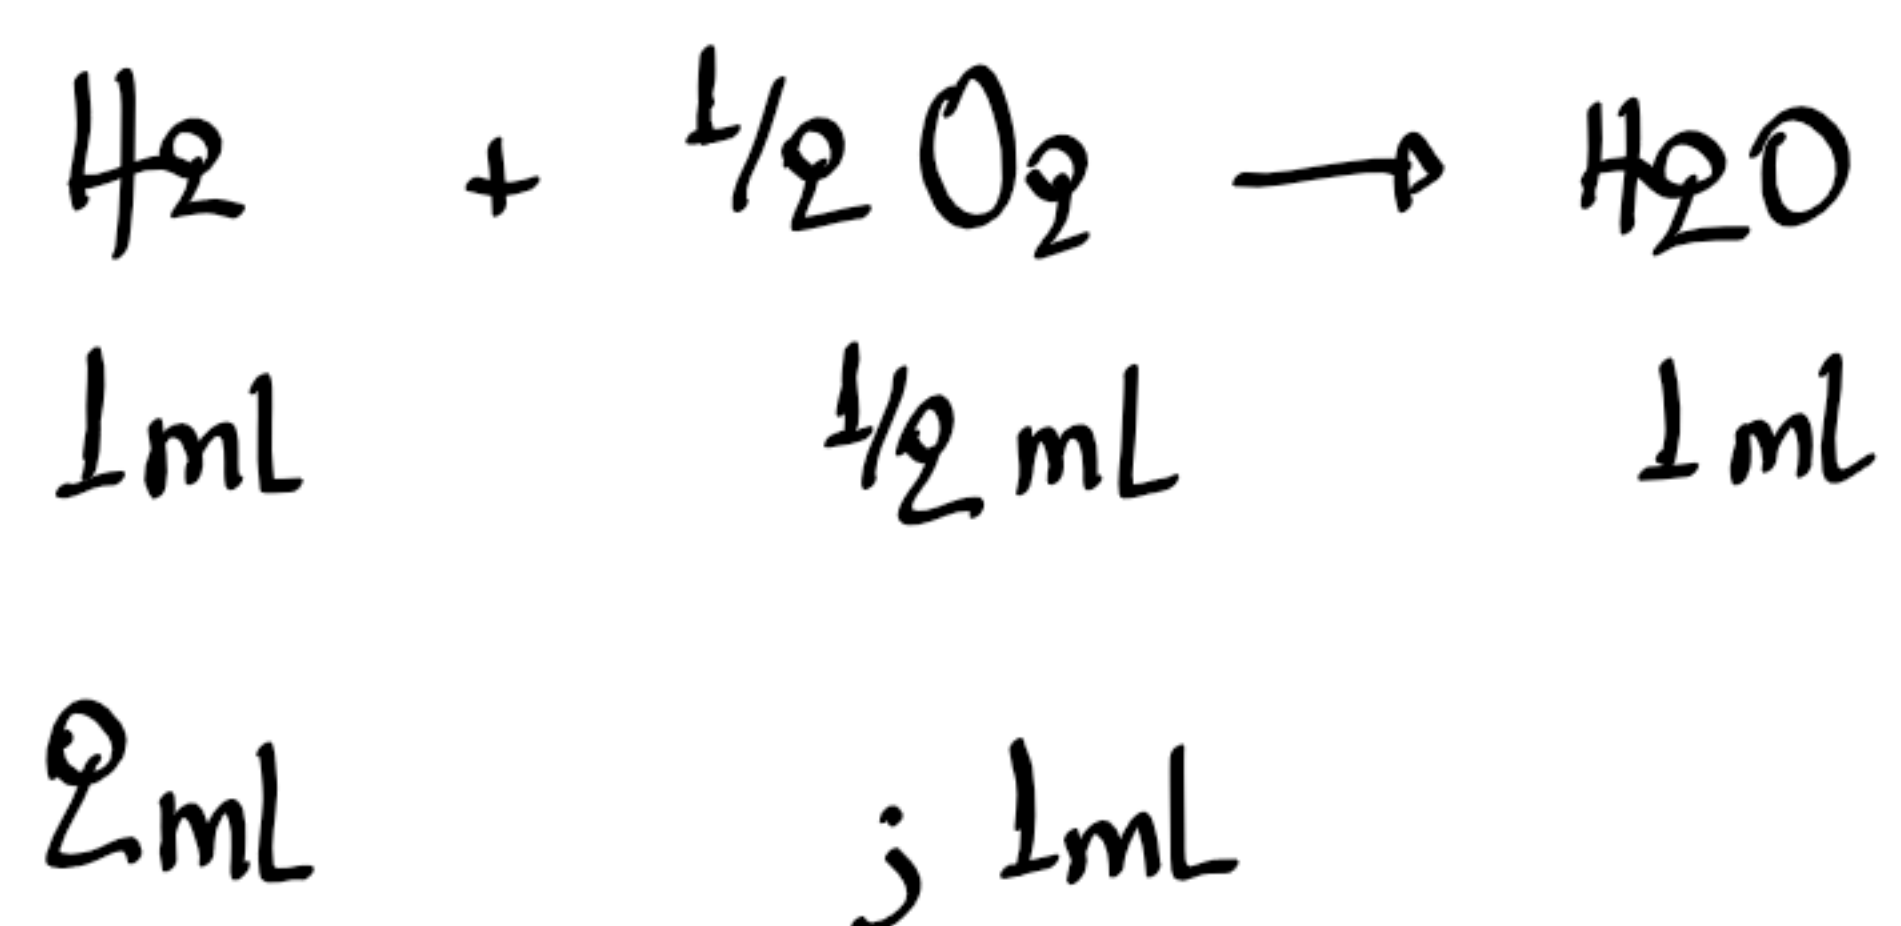 H2 + 1/2 O2 → H2O
1mL 1/2 mL 1 mL
2mL ; 1mL